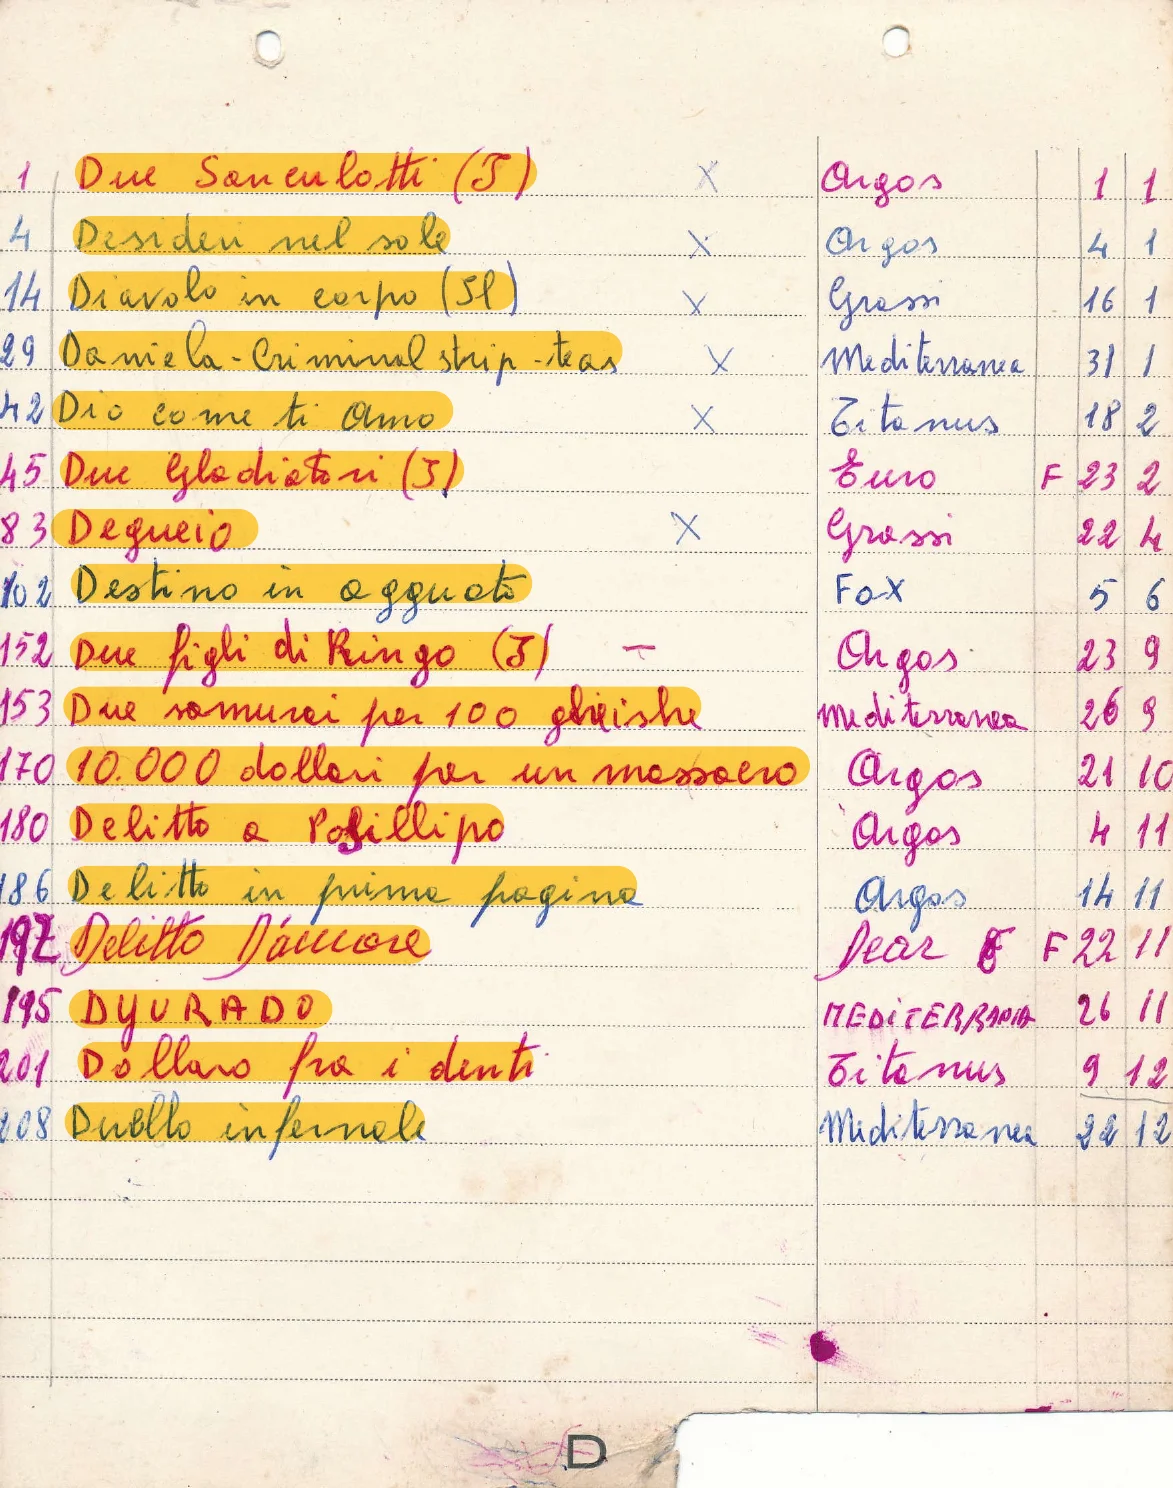 1 Due Sanculotti (I) X Argos 1 1
4 Desideri nel sole X Argos 4 1
14 Diavolo in corpo (Il) X Grassi 16 1
29 Daniela - Criminal strip - teas X Mediterranea 31 1
42 Dio come ti amo X Titanus 18 2
45 Due Gladiatori (I) Euro F 23 2
83 Degueio X Grassi 22 4
102 Destino in agguato Fox 5 6
152 Due figli di Ringo (I) - Argos 23 9
153 Due samurai per 100 gheishe Mediterranea 26 9
170 10.000 dollari per un massacro Argos 21 10
180 Delitto a Posillipo Argos 4 11
186 Delitto in prima pagina Argos 14 11
192 Delitto D'amore Dear F 22 11
195 DYURADO MEDITERRANEA 26 11
201 Dollaro fra i denti Titanus 9 12
208 Duello infernale Mediterranea 22 12
D